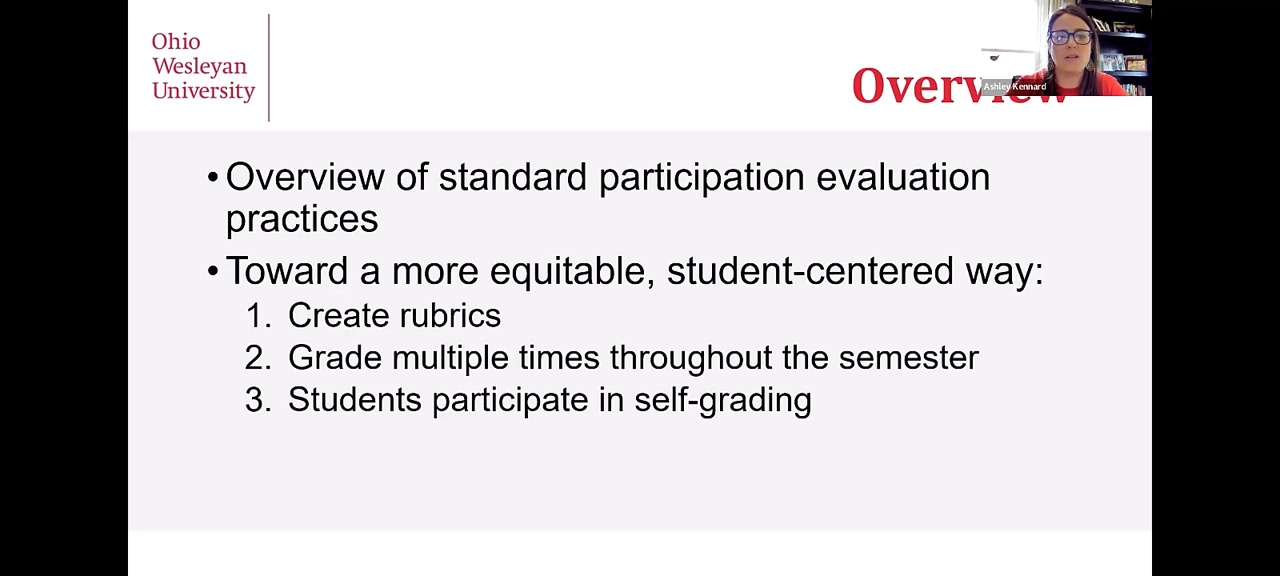 Ohio
Wesleyan
University
Overview
Ashley Kennard
• Overview of standard participation evaluation
practices
• Toward a more equitable, student-centered way:
1. Create rubrics
2. Grade multiple times throughout the semester
3. Students participate in self-grading